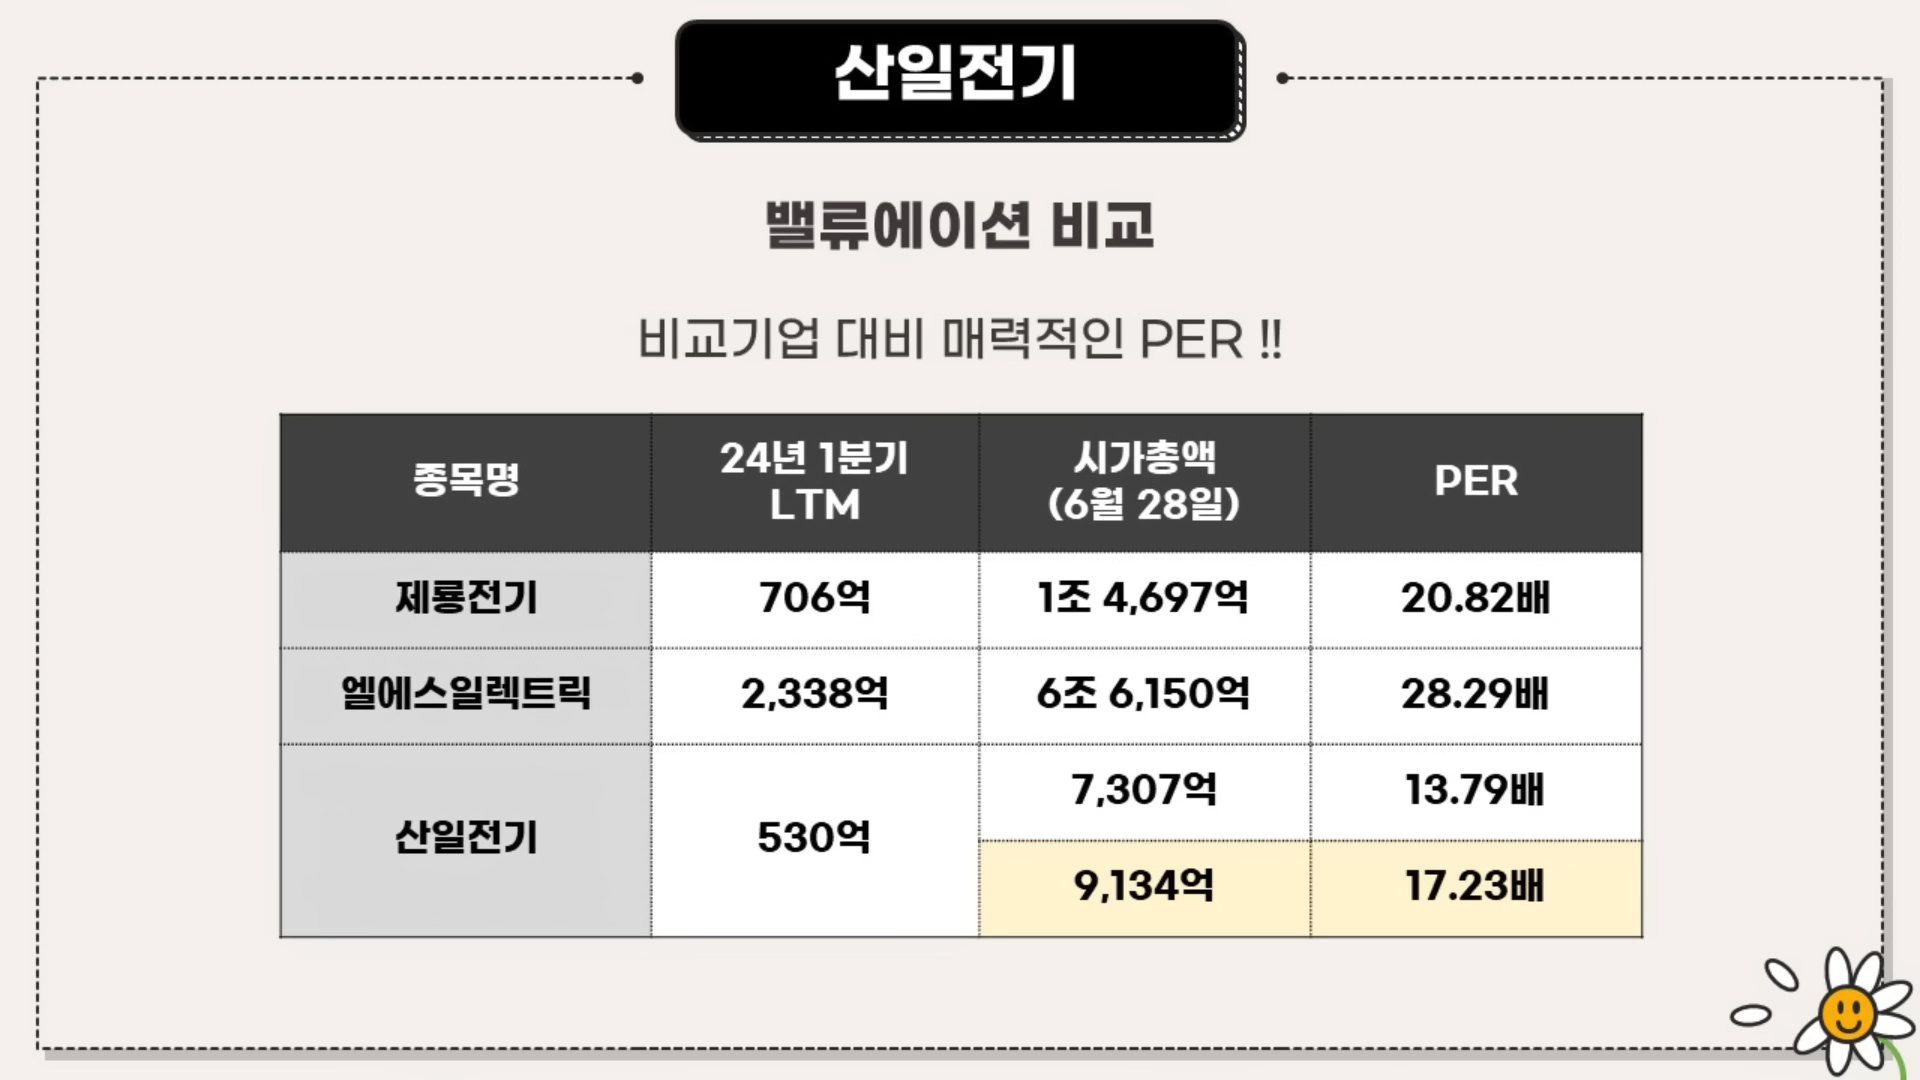 산일전기
밸류에이션 비교
비교기업 대비 매력적인 PER !!
종목명
24년 1분기
LTM
시가총액
(6월 28일)
PER
제룡전기
706억
1조 4,697억
20.82배
엘에스일렉트릭
2,338억
6조 6,150억
28.29배
산일전기
530억
7,307억
13.79배
9,134억
17.23배